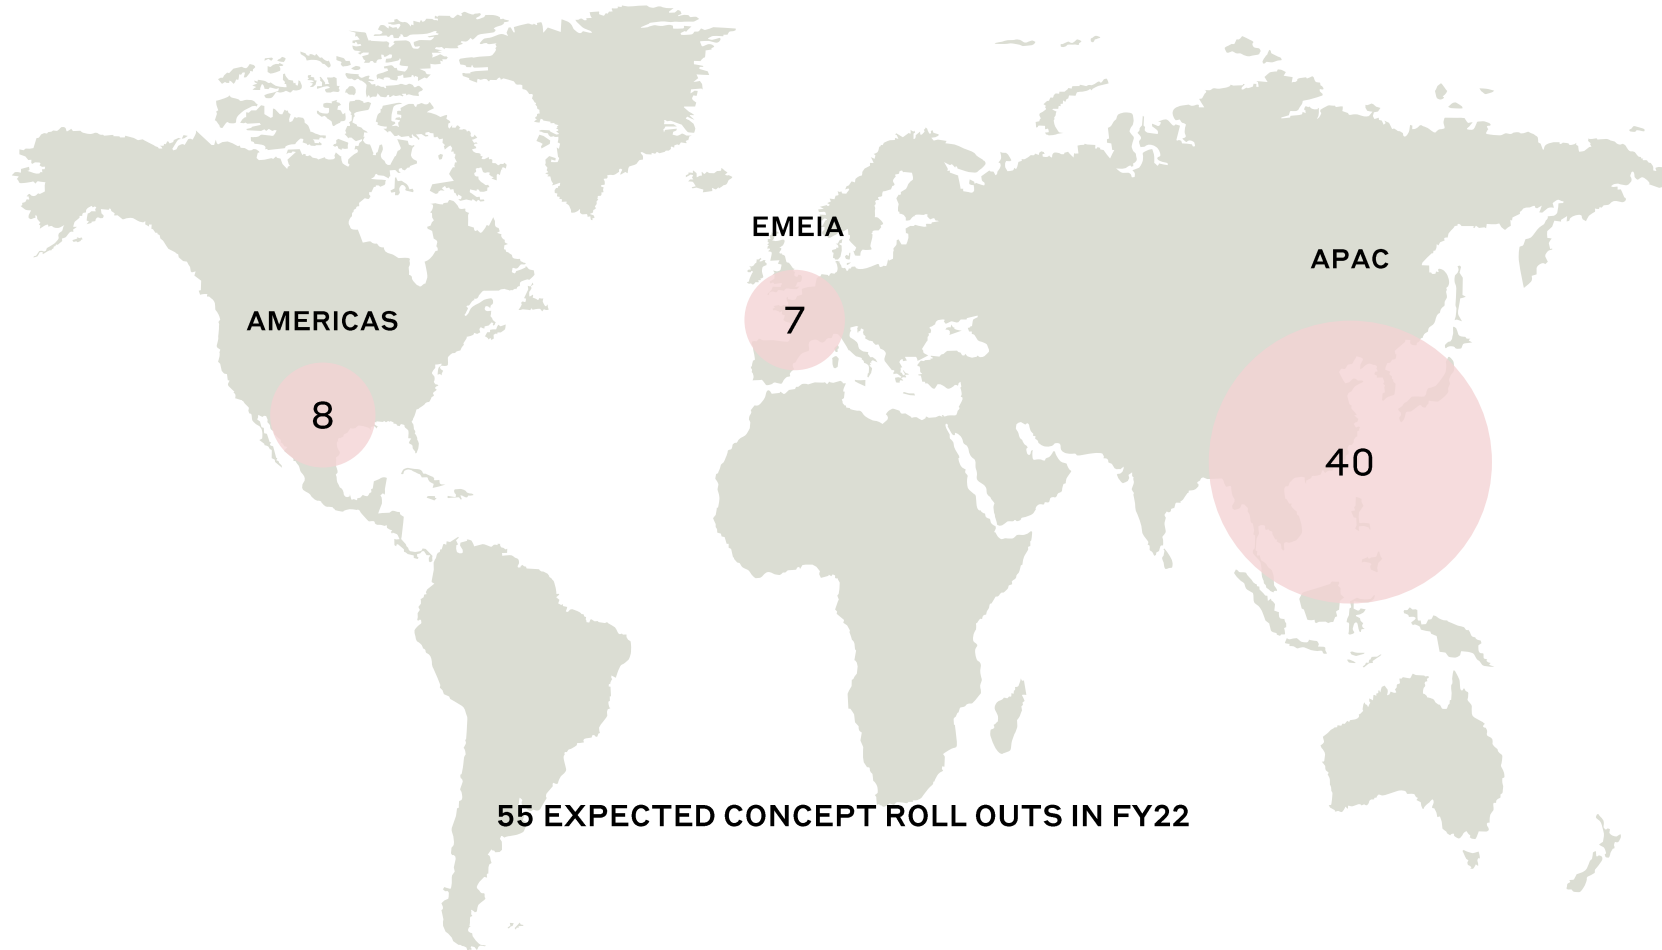 EMEIA
7
APAC
40
AMERICAS
8
55 EXPECTED CONCEPT ROLL OUTS IN FY22